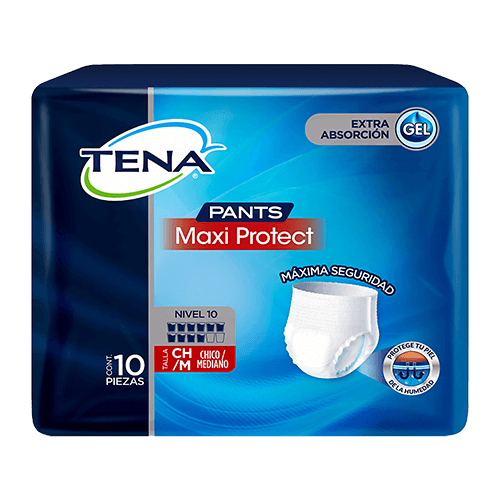 TENA
®
EXTRA
ABSORCIÓN
GEL
PANTS
Maxi Protect
MÁXIMA SEGURIDAD
NIVEL 10
CONT.
10
PIEZAS
TALLA
CH
/M
CHICO/
MEDIANO
PROTEGE TU PIEL
DE LA HUMEDAD